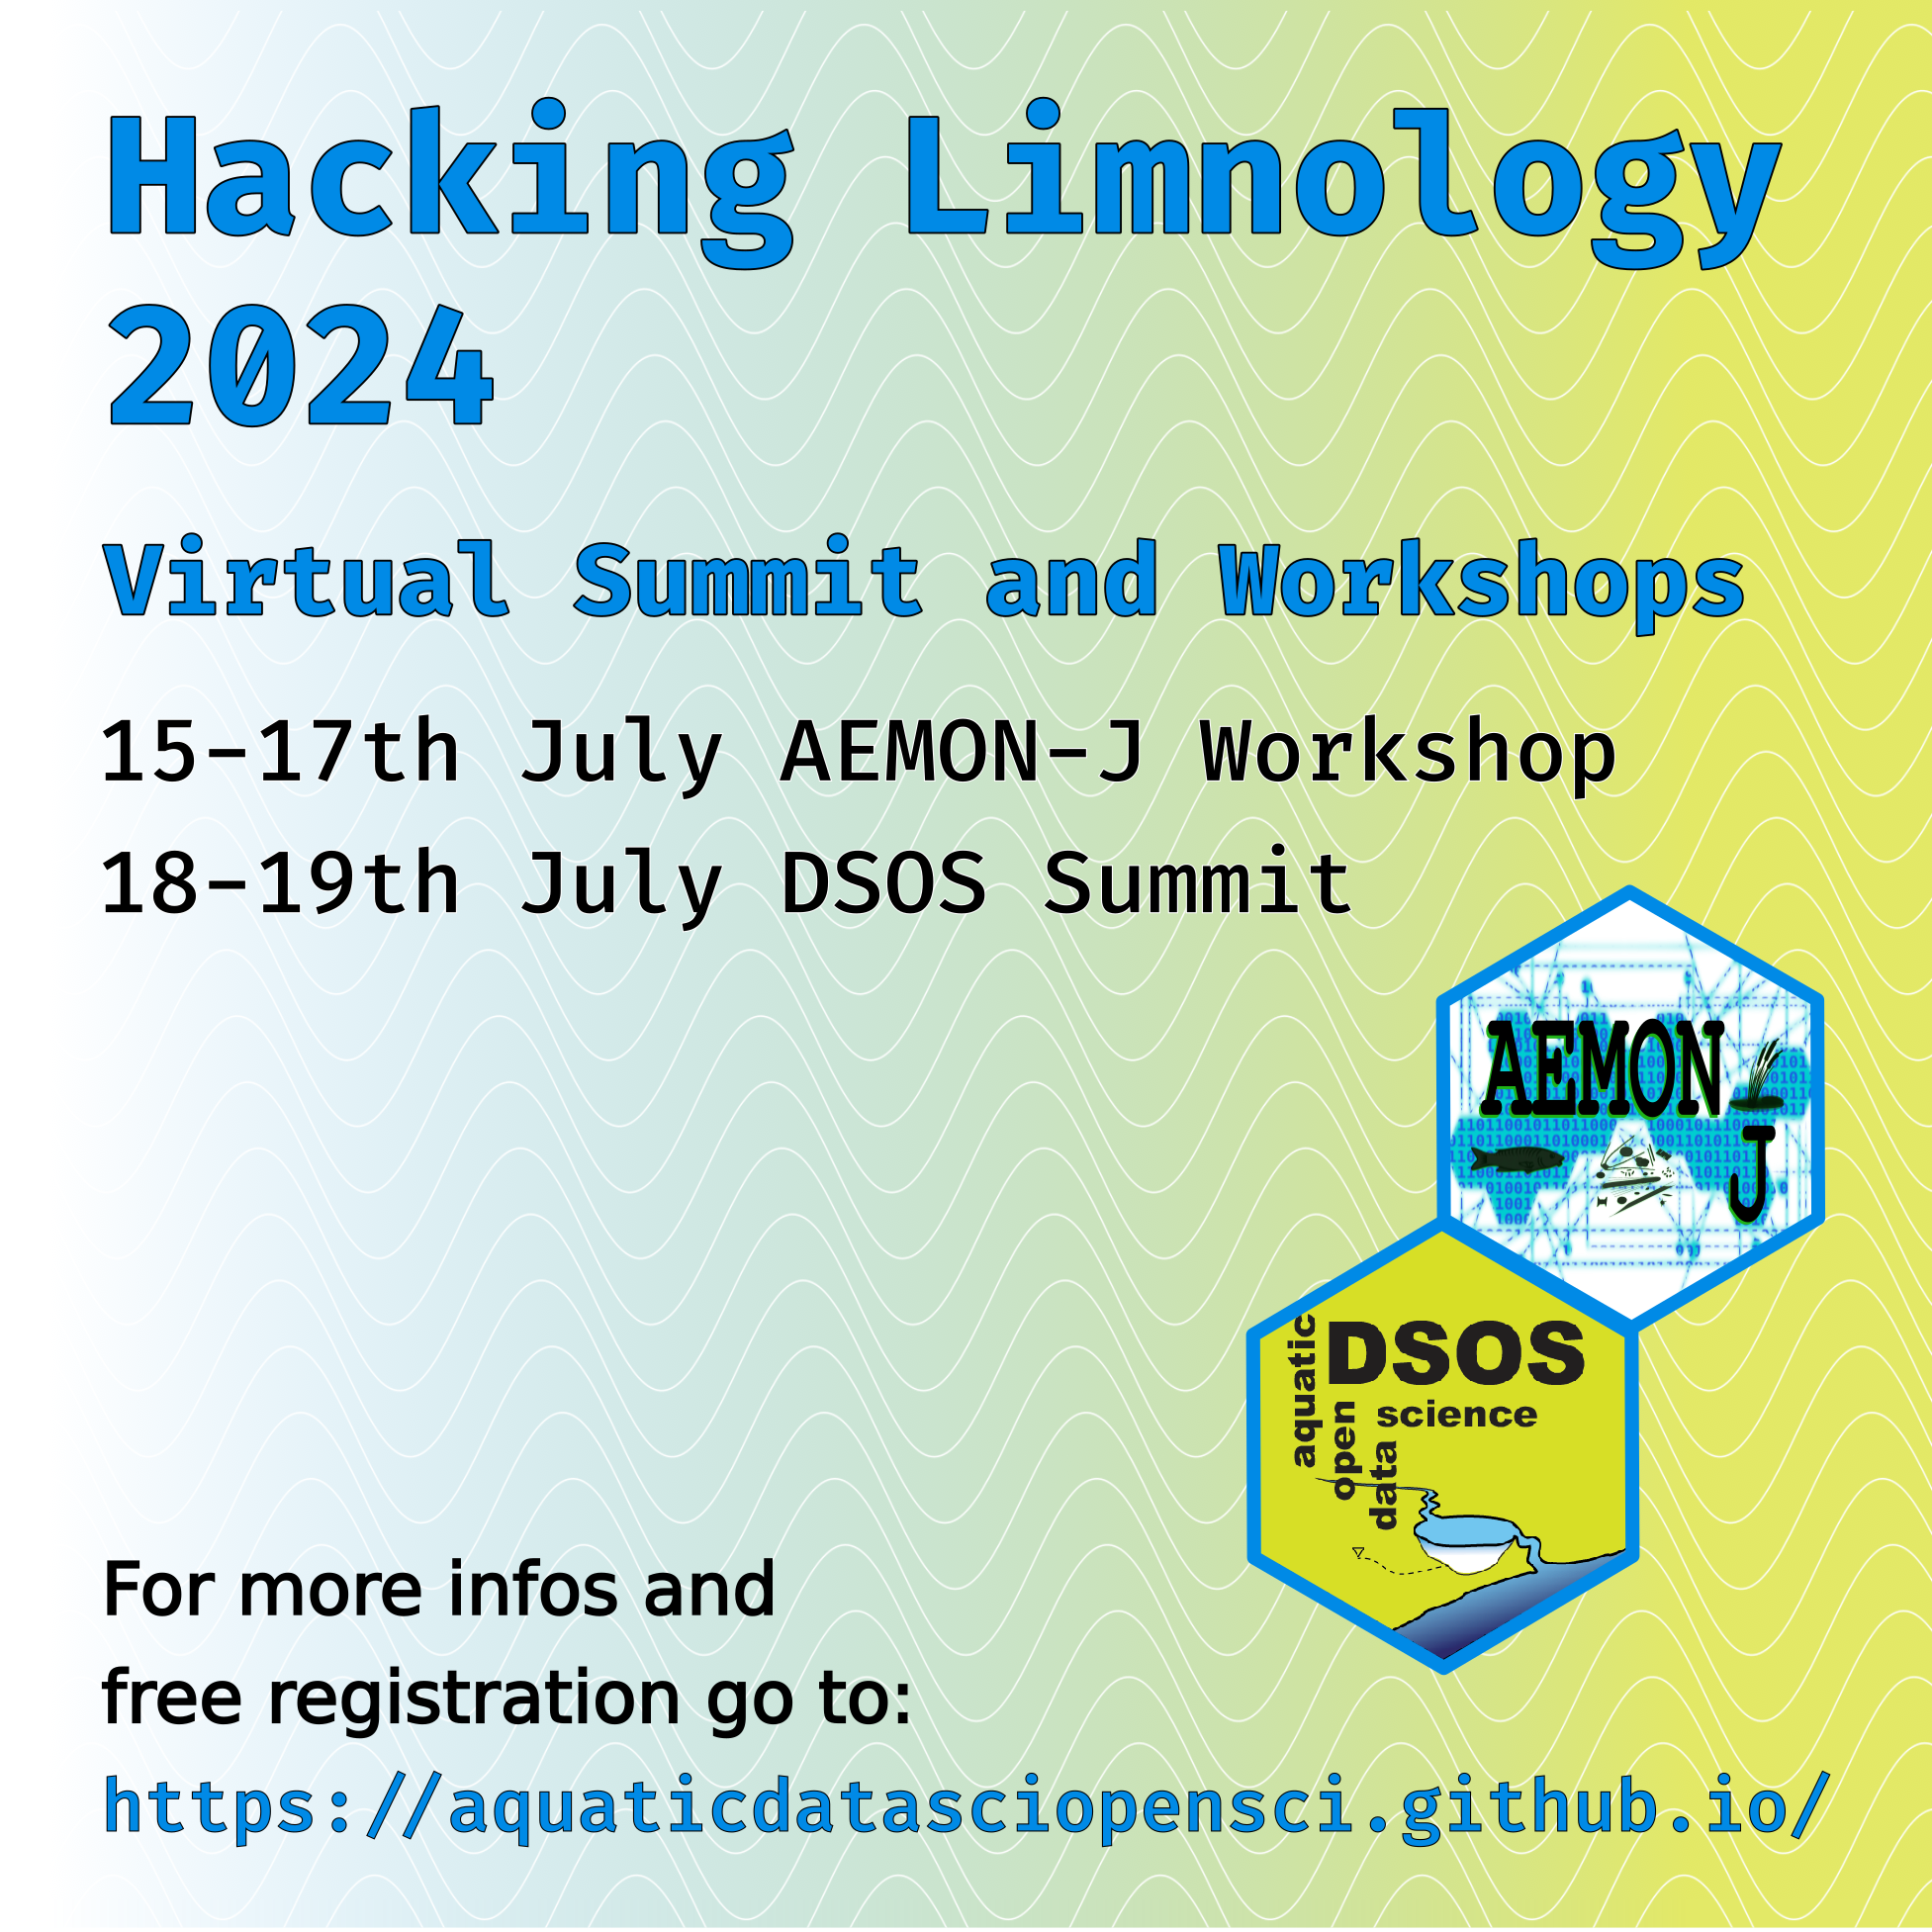 Hacking Limnology
2024
Virtual Summit and Workshops
15-17th July AEMON-J Workshop
18-19th July DSOS Summit
AEMON
J
DSOS
aquatic
open
data
science
For more infos and
free registration go to:
https://aquaticdatasciopensci.github.io/